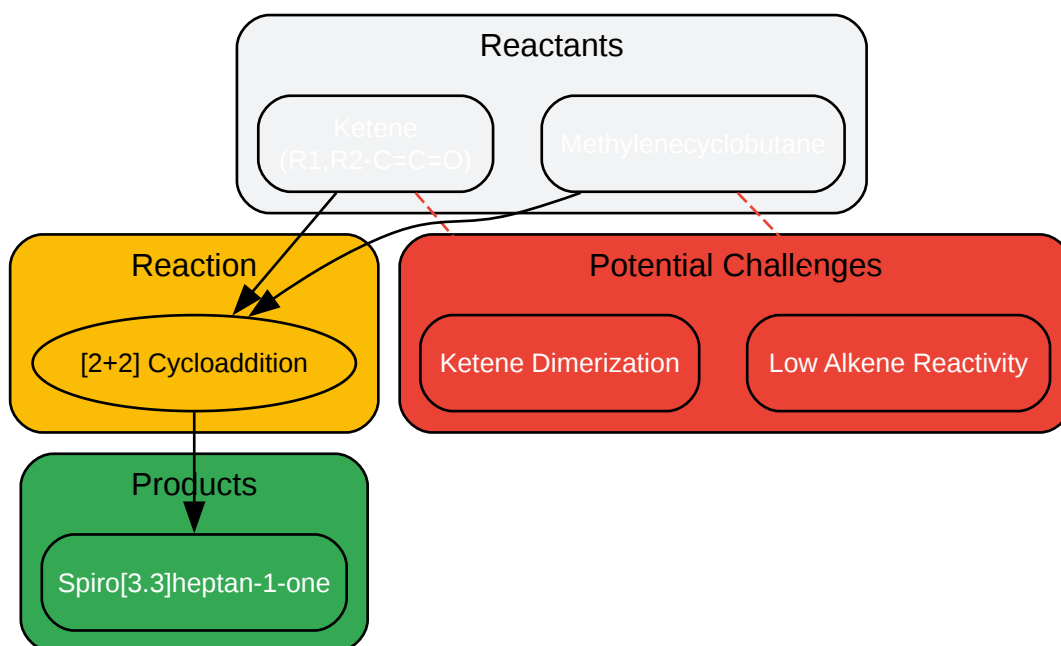 Reactants
Ketene
(R1,R2-C=C=O)
Methylenecyclobutane
Reaction
[2+2] Cycloaddition
Potential Challenges
Ketene Dimerization
Low Alkene Reactivity
Products
Spiro[3.3]heptan-1-one